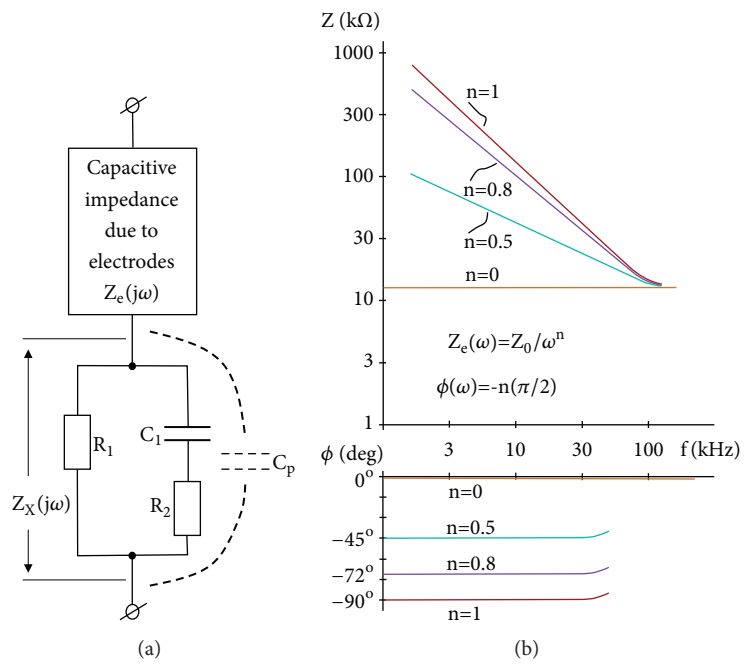 Capacitive
impedance
due to
electrodes
Zₑ(jω)
R₁
C₁
Cₚ
R₂
Z_X(jω)
(a)
Z (kΩ)
1000
300
100
30
10
3
1
n=1
n=0.8
n=0.5
n=0
Zₑ(ω)=Z₀/ωⁿ
ϕ(ω)=-n(π/2)
3 10 30 100 f (kHz)
ϕ (deg)
0°
−45°
−72°
−90°
n=0
n=0.5
n=0.8
n=1
(b)